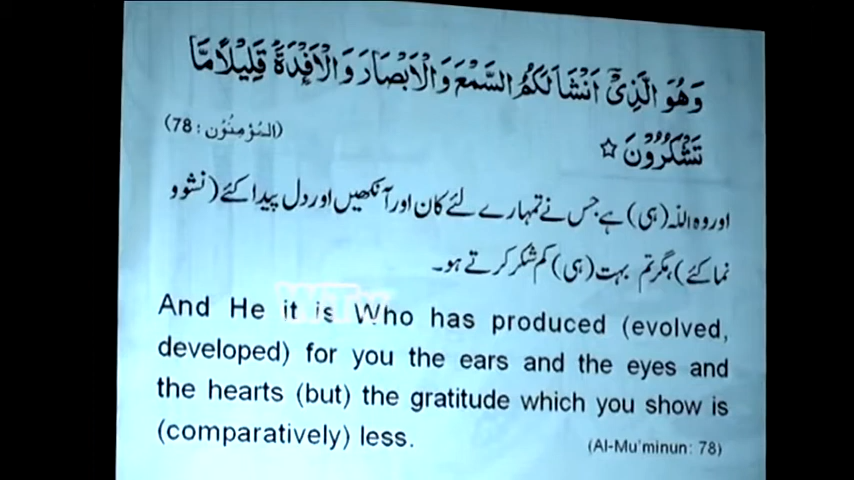 وَهُوَ الَّذِیْۤ اَنْشَاَ لَكُمُ السَّمْعَ وَالْاَبْصَارَ وَالْاَفْـِٕدَةَ ؕ قَلِیْلًا مَّا
تَشْكُرُوْنَ ☆
(المُؤمِنُوْن : 78)
اور وہ اللہ (ہی) ہے جس نے تمہارے لئے کان اور آنکھیں اور دل پیدا کئے (نشوو
نما کئے)، مگر تم بہت (ہی) کم شکر کرتے ہو۔
And He it is Who has produced (evolved,
developed) for you the ears and the eyes and
the hearts (but) the gratitude which you show is
(comparatively) less.
(Al-Mu'minun: 78)